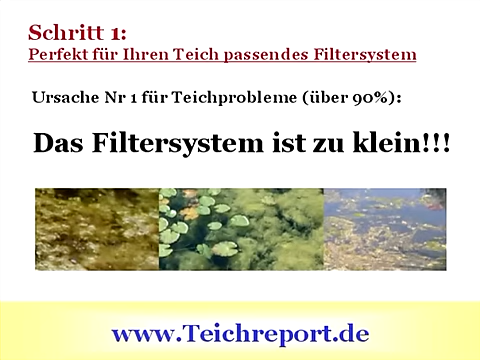 Schritt 1:
Perfekt für Ihren Teich passendes Filtersystem
Ursache Nr 1 für Teichprobleme (über 90%):
Das Filtersystem ist zu klein!!!
www.Teichreport.de